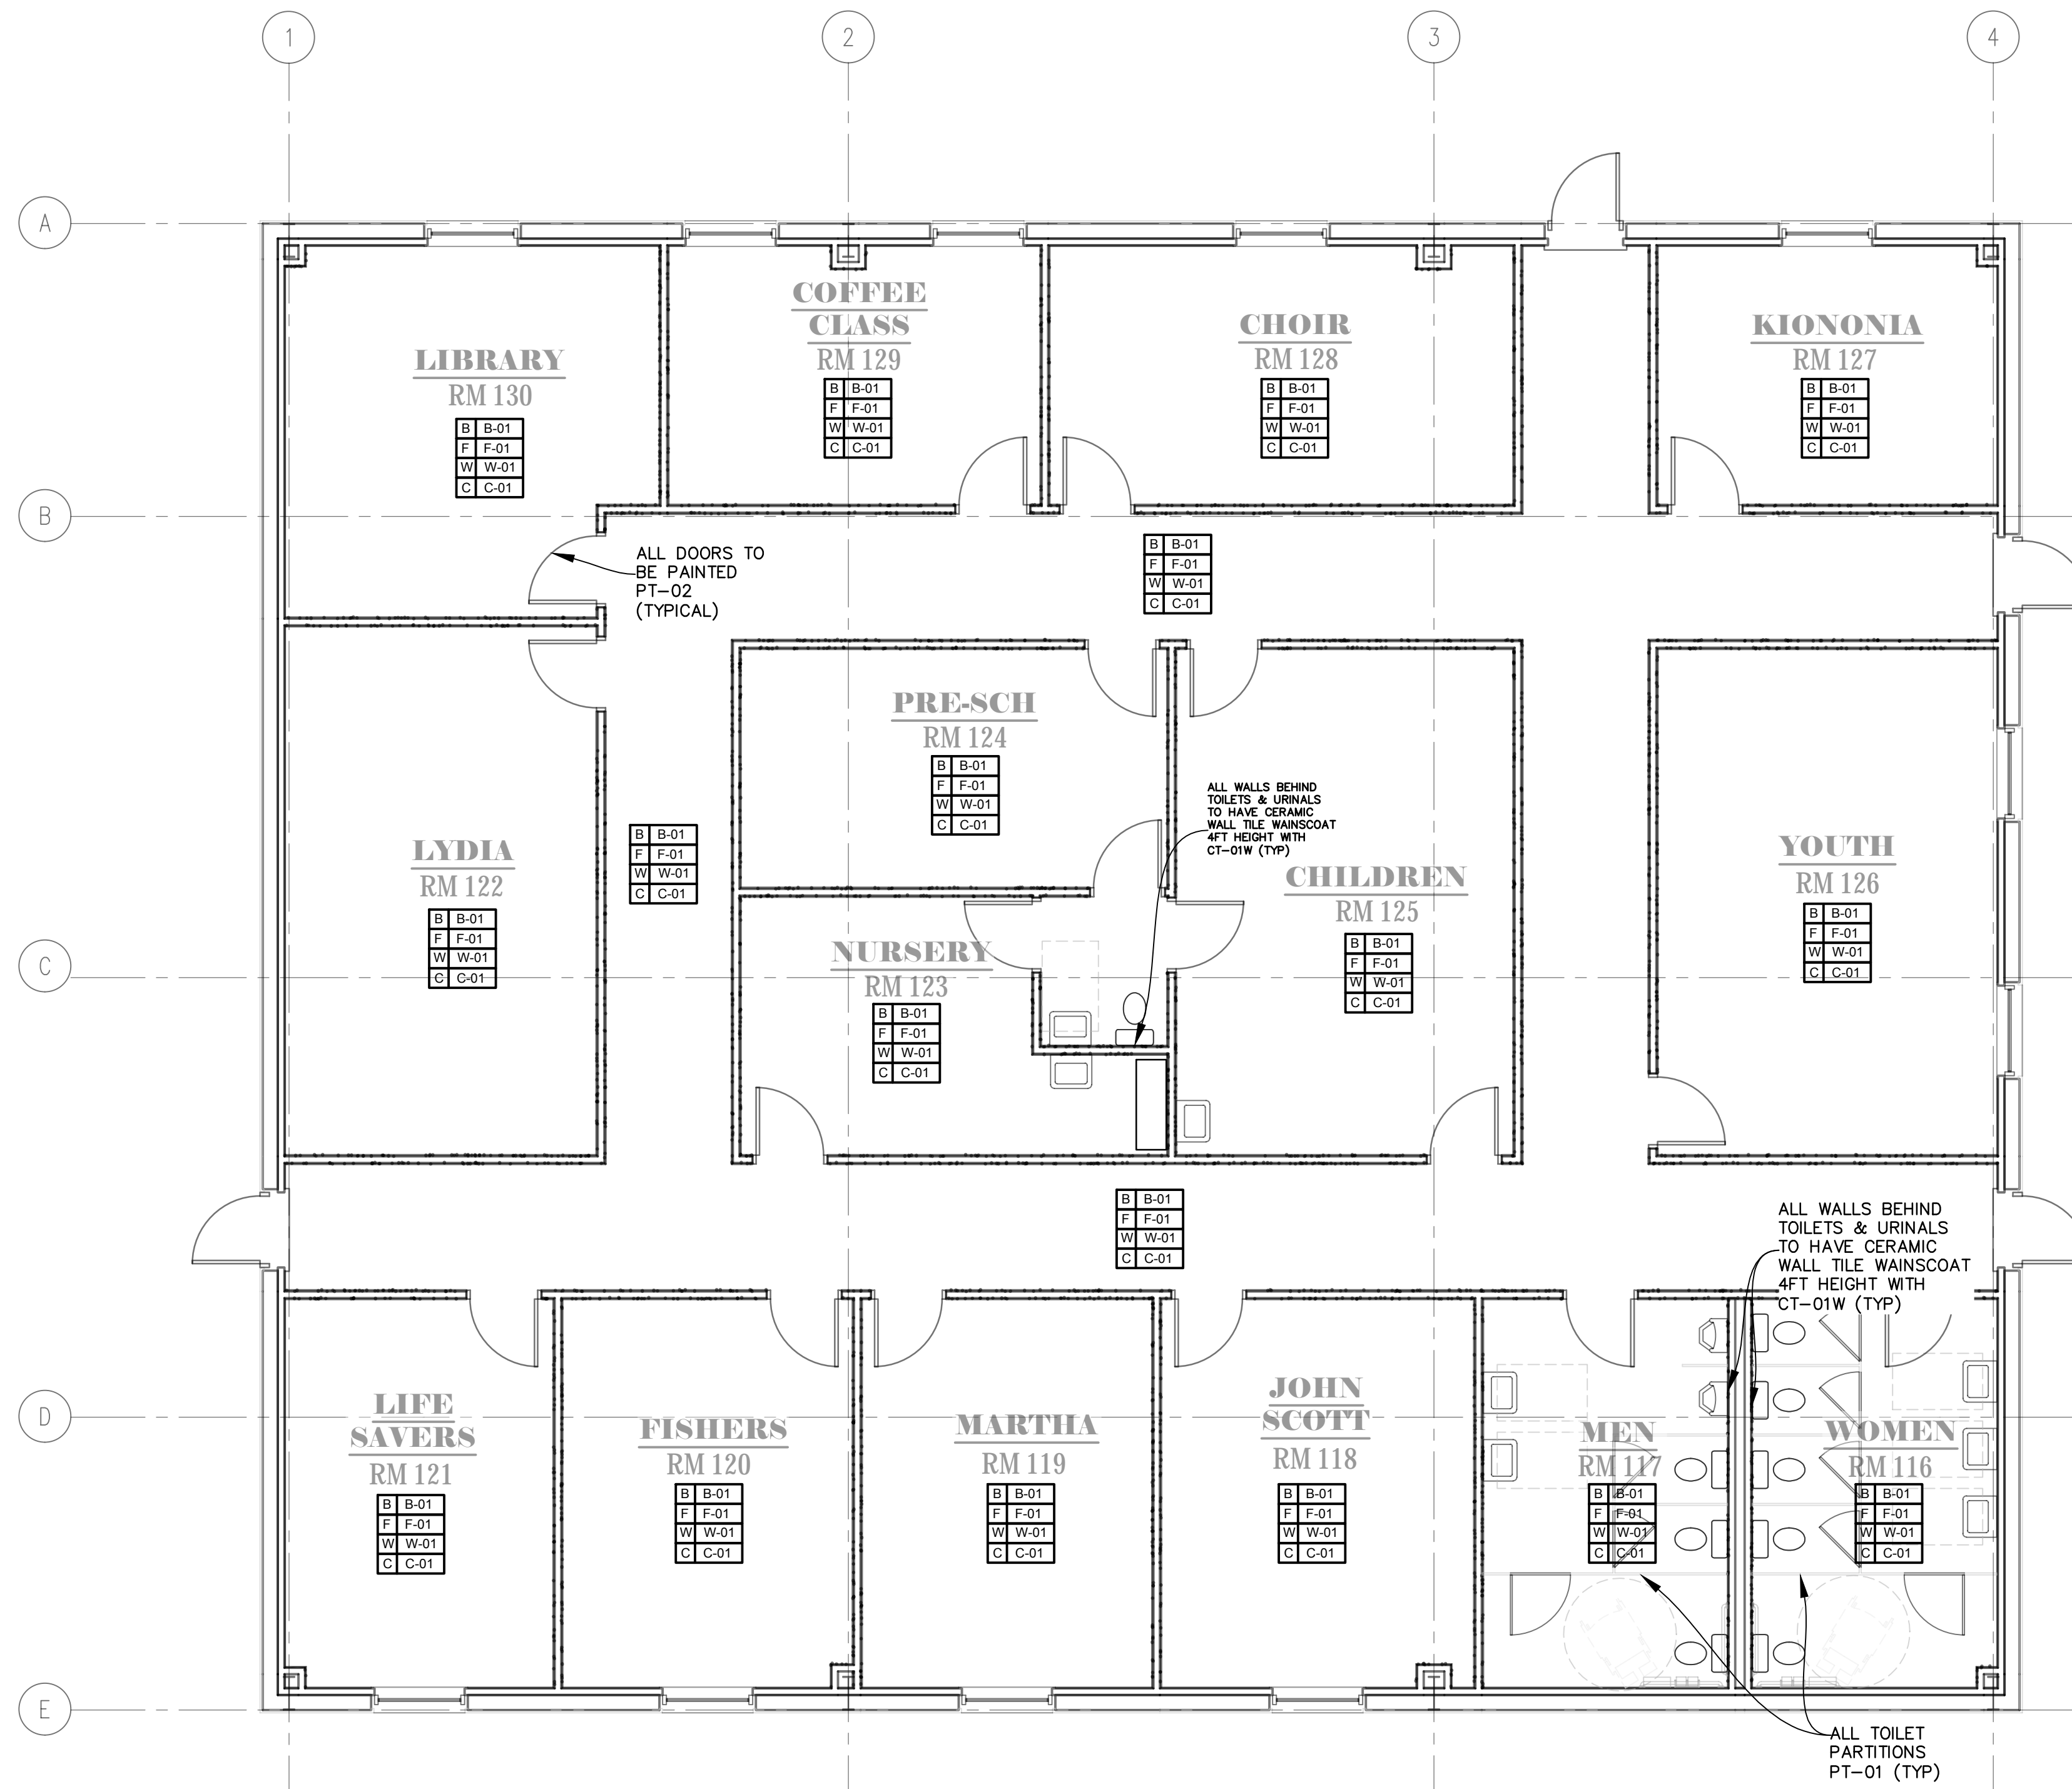 1 2 3 4
A
COFFEE
CLASS
RM 129
B B-01
F F-01
W W-01
C C-01
CHOIR
RM 128
B B-01
F F-01
W W-01
C C-01
KIONONIA
RM 127
B B-01
F F-01
W W-01
C C-01
LIBRARY
RM 130
B B-01
F F-01
W W-01
C C-01
B
ALL DOORS TO
BE PAINTED
PT-02
(TYPICAL)
B B-01
F F-01
W W-01
C C-01
PRE-SCH
RM 124
B B-01
F F-01
W W-01
C C-01
ALL WALLS BEHIND
TOILETS & URINALS
TO HAVE CERAMIC
WALL TILE WAINSCOAT
4FT HEIGHT WITH
CT-01W (TYP)
LYDIA
RM 122
B B-01
F F-01
W W-01
C C-01
B B-01
F F-01
W W-01
C C-01
CHILDREN
RM 125
B B-01
F F-01
W W-01
C C-01
YOUTH
RM 126
B B-01
F F-01
W W-01
C C-01
C
NURSERY
RM 123
B B-01
F F-01
W W-01
C C-01
B B-01
F F-01
W W-01
C C-01
ALL WALLS BEHIND
TOILETS & URINALS
TO HAVE CERAMIC
WALL TILE WAINSCOAT
4FT HEIGHT WITH
CT-01W (TYP)
D
LIFE
SAVERS
RM 121
B B-01
F F-01
W W-01
C C-01
FISHERS
RM 120
B B-01
F F-01
W W-01
C C-01
MARTHA
RM 119
B B-01
F F-01
W W-01
C C-01
JOHN
SCOTT
RM 118
B B-01
F F-01
W W-01
C C-01
MEN
RM 117
B B-01
F F-01
W W-01
C C-01
WOMEN
RM 116
B B-01
F F-01
W W-01
C C-01
E
ALL TOILET
PARTITIONS
PT-01 (TYP)